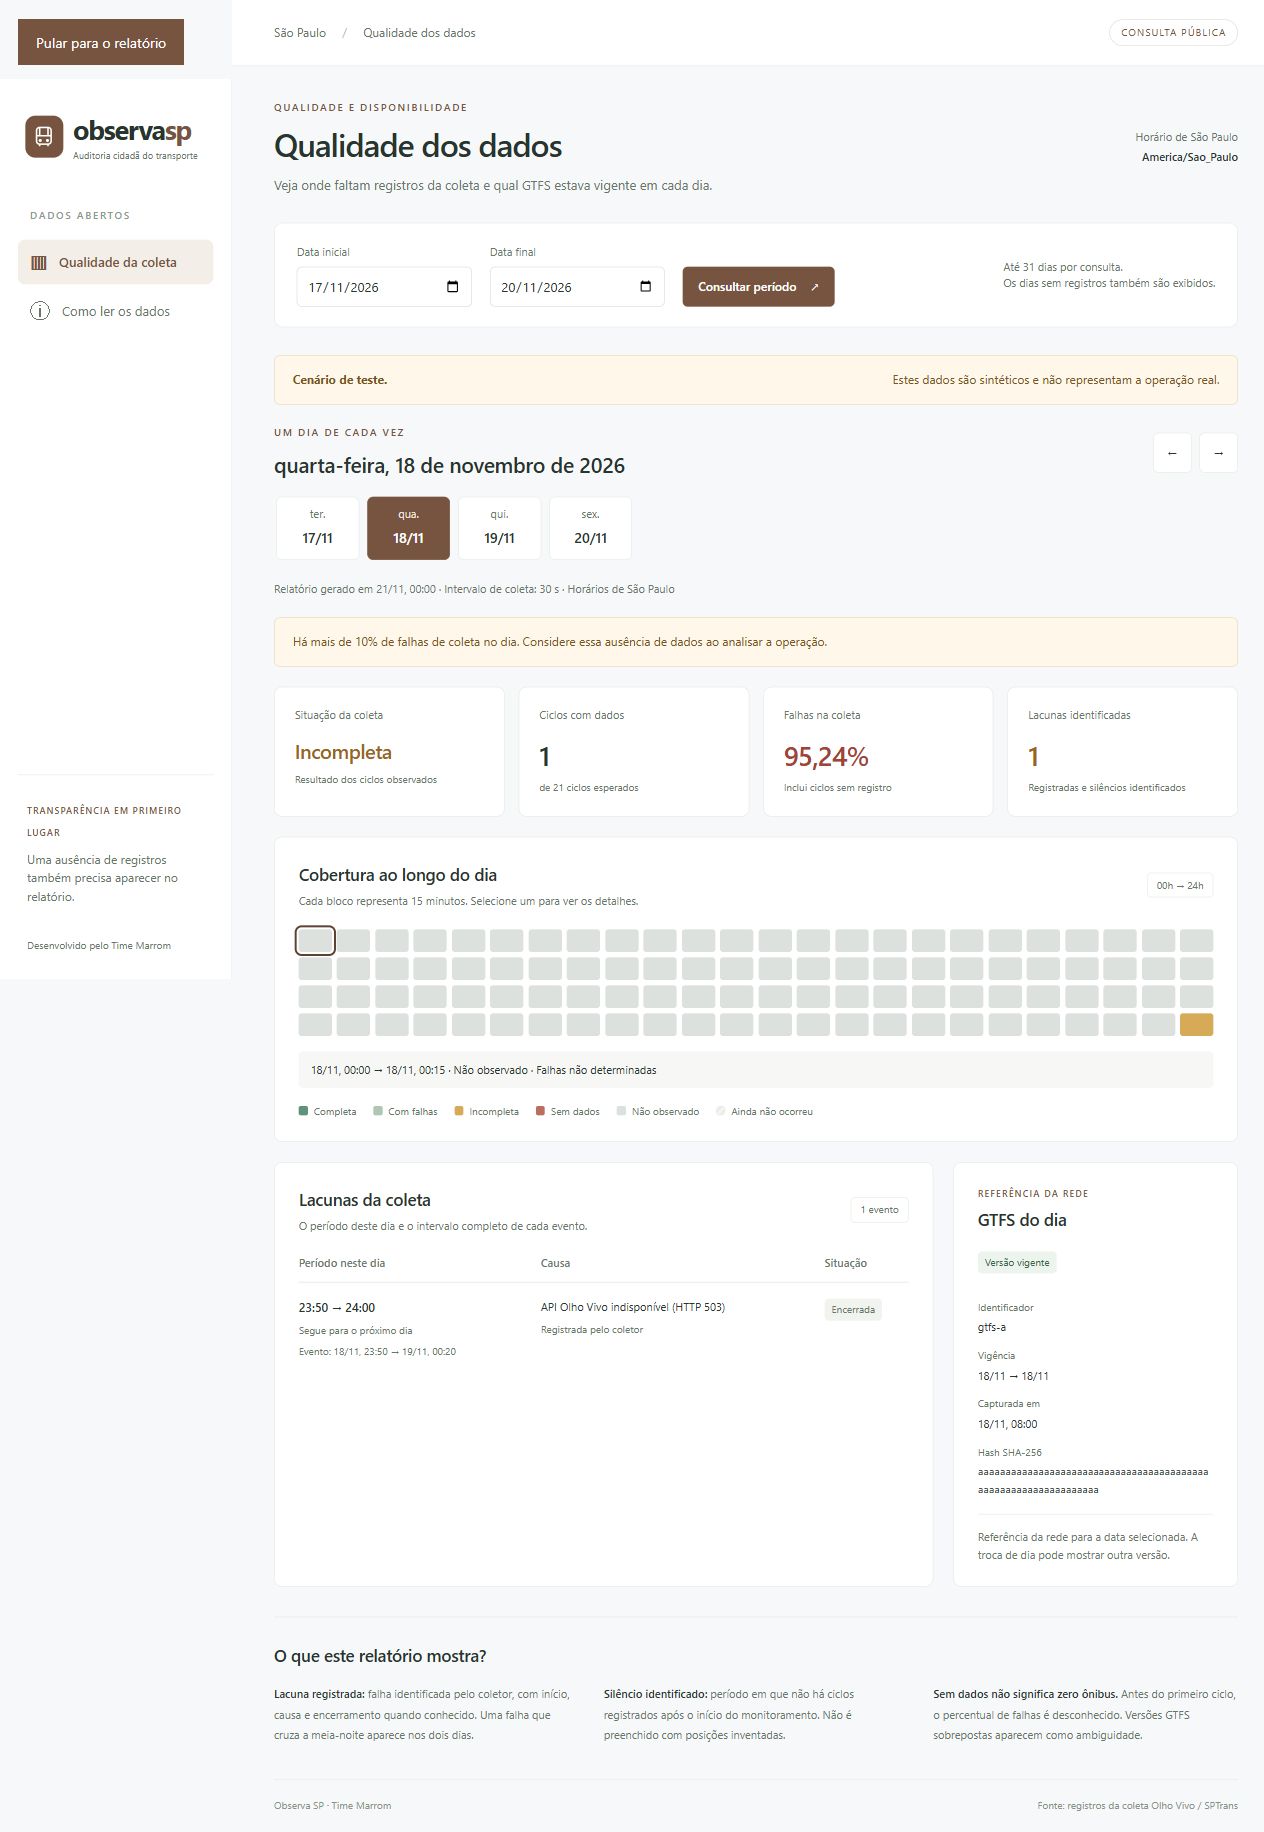 Pular para o relatório
São Paulo / Qualidade dos dados
CONSULTA PÚBLICA
observasp
Auditoria cidadã do transporte
DADOS ABERTOS
Qualidade da coleta
Como ler os dados
TRANSPARÊNCIA EM PRIMEIRO
LUGAR
Uma ausência de registros
também precisa aparecer no
relatório.
Desenvolvido pelo Time Marrom
QUALIDADE E DISPONIBILIDADE
Qualidade dos dados
Veja onde faltam registros da coleta e qual GTFS estava vigente em cada dia.
Horário de São Paulo
America/Sao_Paulo
Data inicial
17/11/2026
Data final
20/11/2026
Consultar período ↗
Até 31 dias por consulta.
Os dias sem registros também são exibidos.
Cenário de teste.
Estes dados são sintéticos e não representam a operação real.
UM DIA DE CADA VEZ
quarta-feira, 18 de novembro de 2026
← →
ter.
17/11
qua.
18/11
qui.
19/11
sex.
20/11
Relatório gerado em 21/11, 00:00 · Intervalo de coleta: 30 s · Horários de São Paulo
Há mais de 10% de falhas de coleta no dia. Considere essa ausência de dados ao analisar a operação.
Situação da coleta
Incompleta
Resultado dos ciclos observados
Ciclos com dados
1
de 21 ciclos esperados
Falhas na coleta
95,24%
Inclui ciclos sem registro
Lacunas identificadas
1
Registradas e silêncios identificados
Cobertura ao longo do dia
Cada bloco representa 15 minutos. Selecione um para ver os detalhes.
00h → 24h
18/11, 00:00 → 18/11, 00:15 · Não observado · Falhas não determinadas
Completa
Com falhas
Incompleta
Sem dados
Não observado
Ainda não ocorreu
Lacunas da coleta
O período deste dia e o intervalo completo de cada evento.
1 evento
Período neste dia
Causa
Situação
23:50 → 24:00
Segue para o próximo dia
Evento: 18/11, 23:50 → 19/11, 00:20
API Olho Vivo indisponível (HTTP 503)
Registrada pelo coletor
Encerrada
REFERÊNCIA DA REDE
GTFS do dia
Versão vigente
Identificador
gtfs-a
Vigência
18/11 → 18/11
Capturada em
18/11, 08:00
Hash SHA-256
aaaaaaaaaaaaaaaaaaaaaaaaaaaaaaaaaaaaaaaaaa
aaaaaaaaaaaaaaaaaaaaaa
Referência da rede para a data selecionada. A
troca de dia pode mostrar outra versão.
O que este relatório mostra?
Lacuna registrada: falha identificada pelo coletor, com início,
causa e encerramento quando conhecido. Uma falha que
cruza a meia-noite aparece nos dois dias.
Silêncio identificado: período em que não há ciclos
registrados após o início do monitoramento. Não é
preenchido com posições inventadas.
Sem dados não significa zero ônibus. Antes do primeiro ciclo,
o percentual de falhas é desconhecido. Versões GTFS
sobrepostas aparecem como ambiguidade.
Observa SP · Time Marrom
Fonte: registros da coleta Olho Vivo / SPTrans